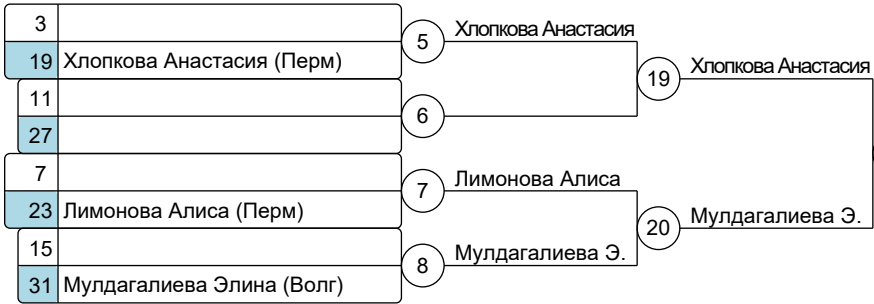 3
19 Хлопкова Анастасия (Перм)
5
Хлопкова Анастасия
11
27
6
19
Хлопкова Анастасия
7
23 Лимонова Алиса (Перм)
7
Лимонова Алиса
15
31 Мулдагалиева Элина (Волг)
8
Мулдагалиева Э.
20
Мулдагалиева Э.